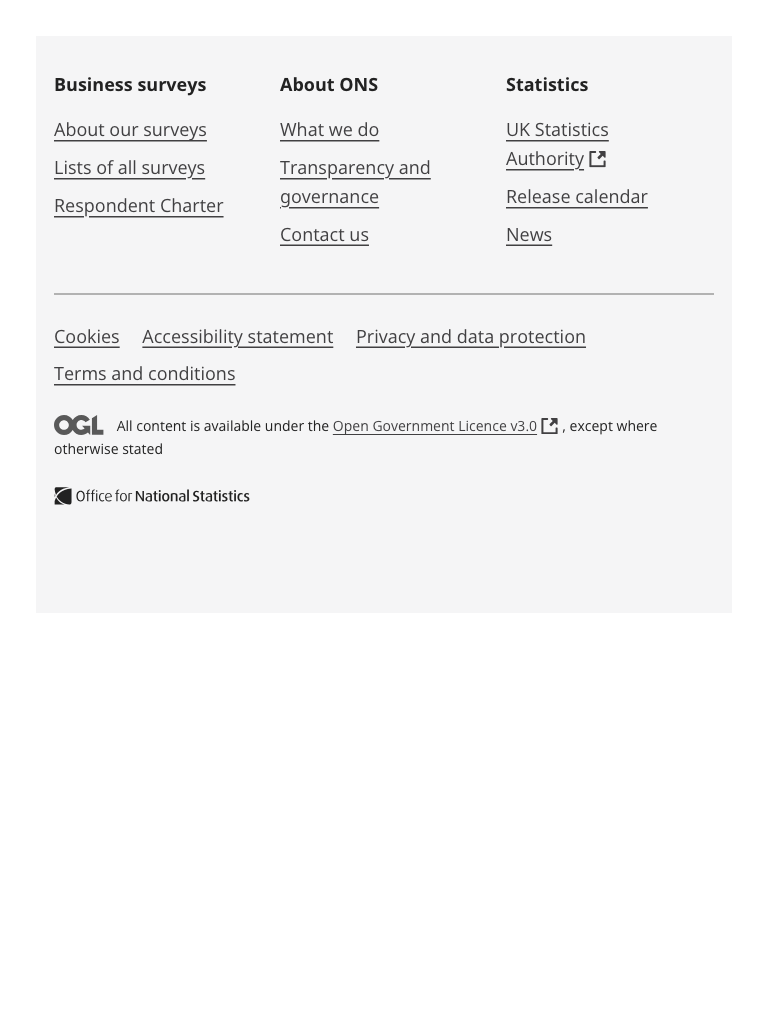 Business surveys
About our surveys
Lists of all surveys
Respondent Charter
About ONS
What we do
Transparency and
governance
Contact us
Statistics
UK Statistics
Authority
Release calendar
News
Cookies Accessibility statement Privacy and data protection
Terms and conditions
OGL All content is available under the Open Government Licence v3.0 , except where
otherwise stated
Office for National Statistics